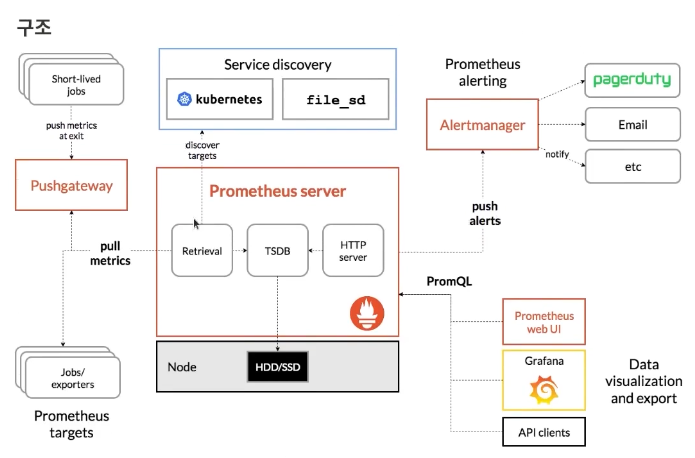 구조
Short-lived
jobs
push metrics
at exit
Pushgateway
pull
metrics
Jobs/
exporters
Prometheus
targets
Service discovery
kubernetes
file_sd
discover
targets
Prometheus server
Retrieval
TSDB
HTTP
server
Node
HDD/SSD
Prometheus
alerting
Alertmanager
pagerduty
Email
etc
notify
push
alerts
PromQL
Prometheus
web UI
Grafana
API clients
Data
visualization
and export